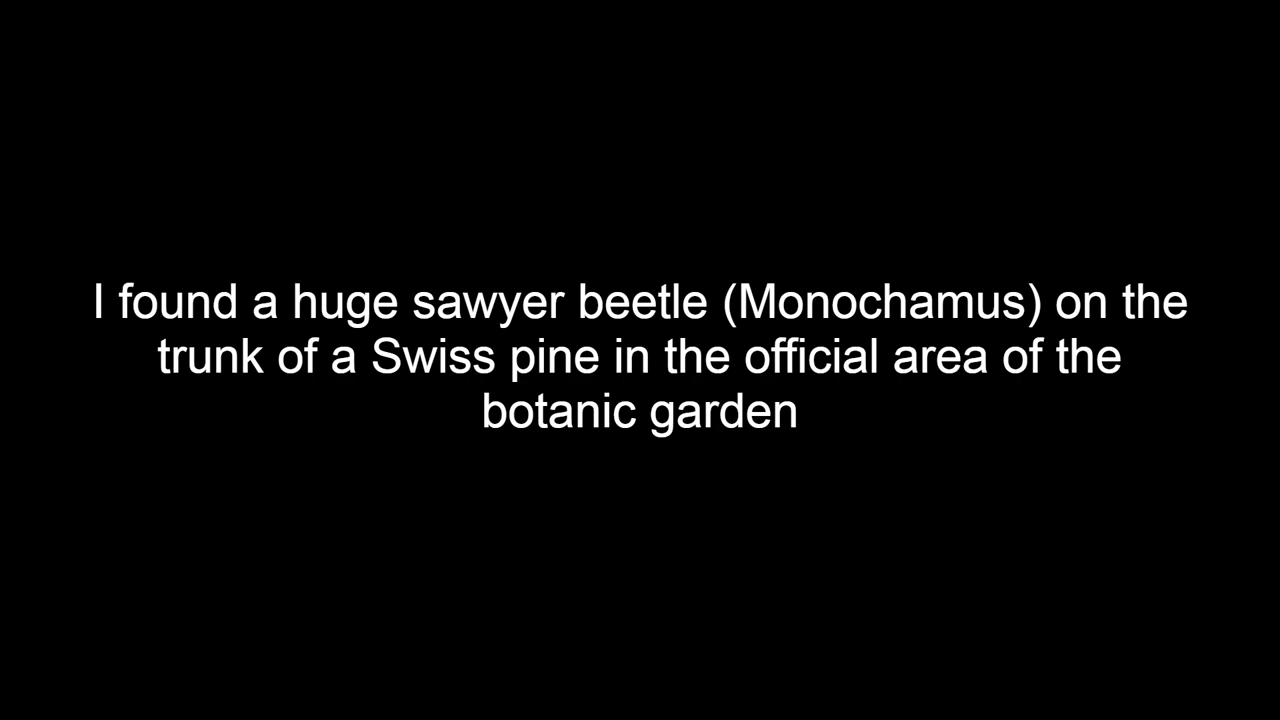 I found a huge sawyer beetle (Monochamus) on the
trunk of a Swiss pine in the official area of the
botanic garden